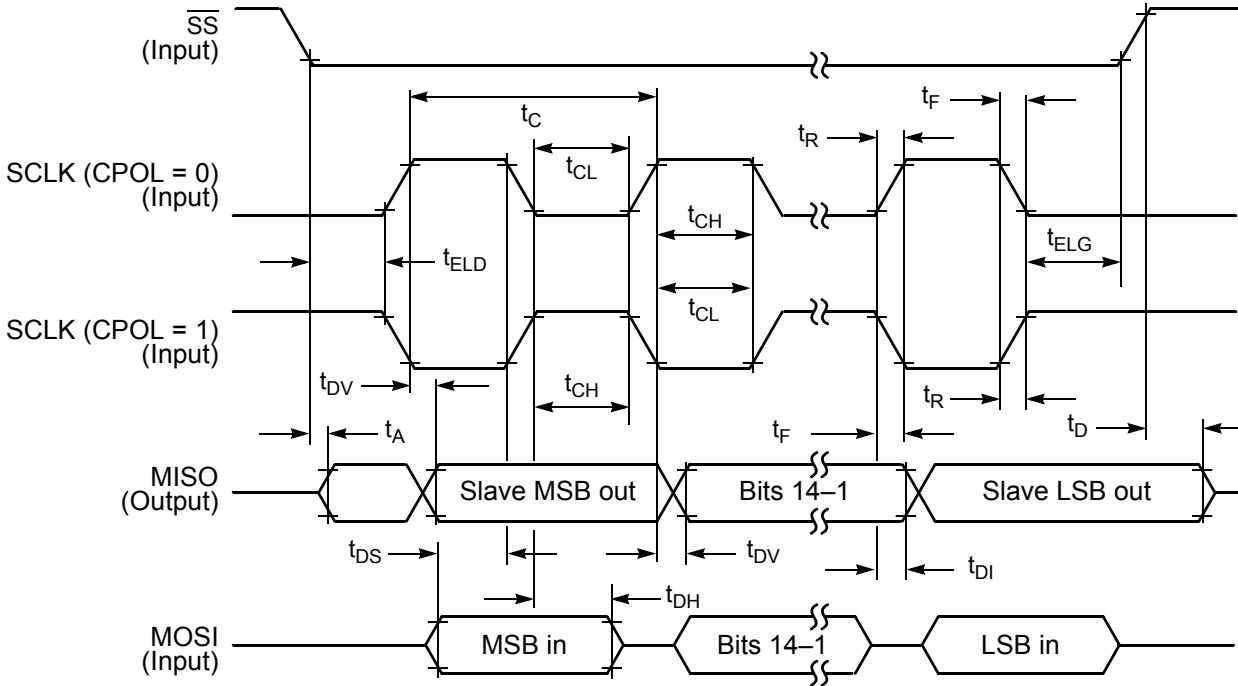 SS
(Input)
t_C
t_F
t_R
SCLK (CPOL = 0)
(Input)
t_CL
t_CH
t_ELD
t_ELG
t_CL
SCLK (CPOL = 1)
(Input)
t_DV
t_CH
t_R
t_A
t_F
t_D
MISO
(Output)
Slave MSB out
Bits 14–1
Slave LSB out
t_DS
t_DV
t_DI
t_DH
MOSI
(Input)
MSB in
Bits 14–1
LSB in